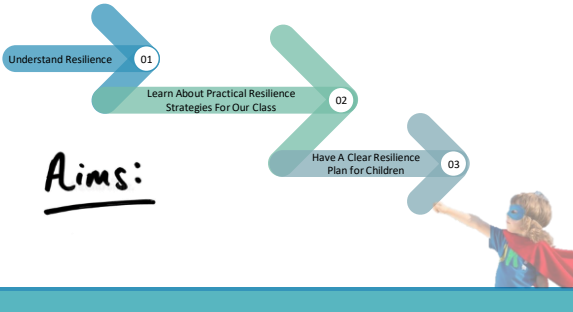 Understand Resilience
01
Learn About Practical Resilience
Strategies For Our Class
02
Have A Clear Resilience
Plan for Children
03
Aims: